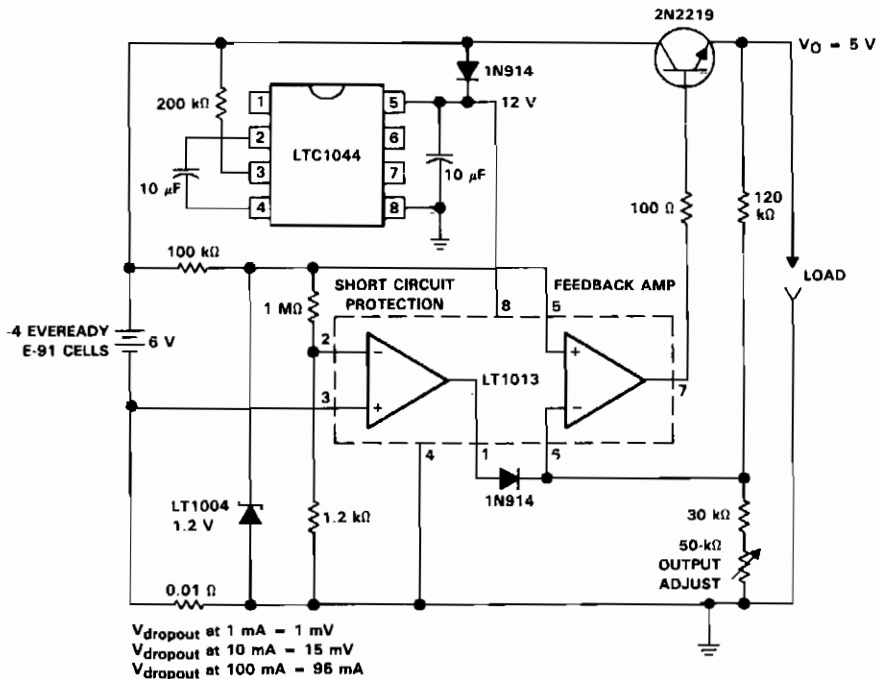 2N2219
VO = 5 V
1N914
200 kΩ
1
2
3
4
LTC1044
5
6
7
8
12 V
10 µF
10 µF
100 Ω
120 kΩ
LOAD
100 kΩ
SHORT CIRCUIT
PROTECTION
FEEDBACK AMP
1 MΩ
8
5
-4 EVEREADY
E-91 CELLS
6 V
2
−
3
+
LT1013
+
−
7
4
1
6
1N914
LT1004
1.2 V
1.2 kΩ
30 kΩ
50-kΩ
OUTPUT
ADJUST
0.01 Ω
Vdropout at 1 mA = 1 mV
Vdropout at 10 mA = 15 mV
Vdropout at 100 mA = 95 mA